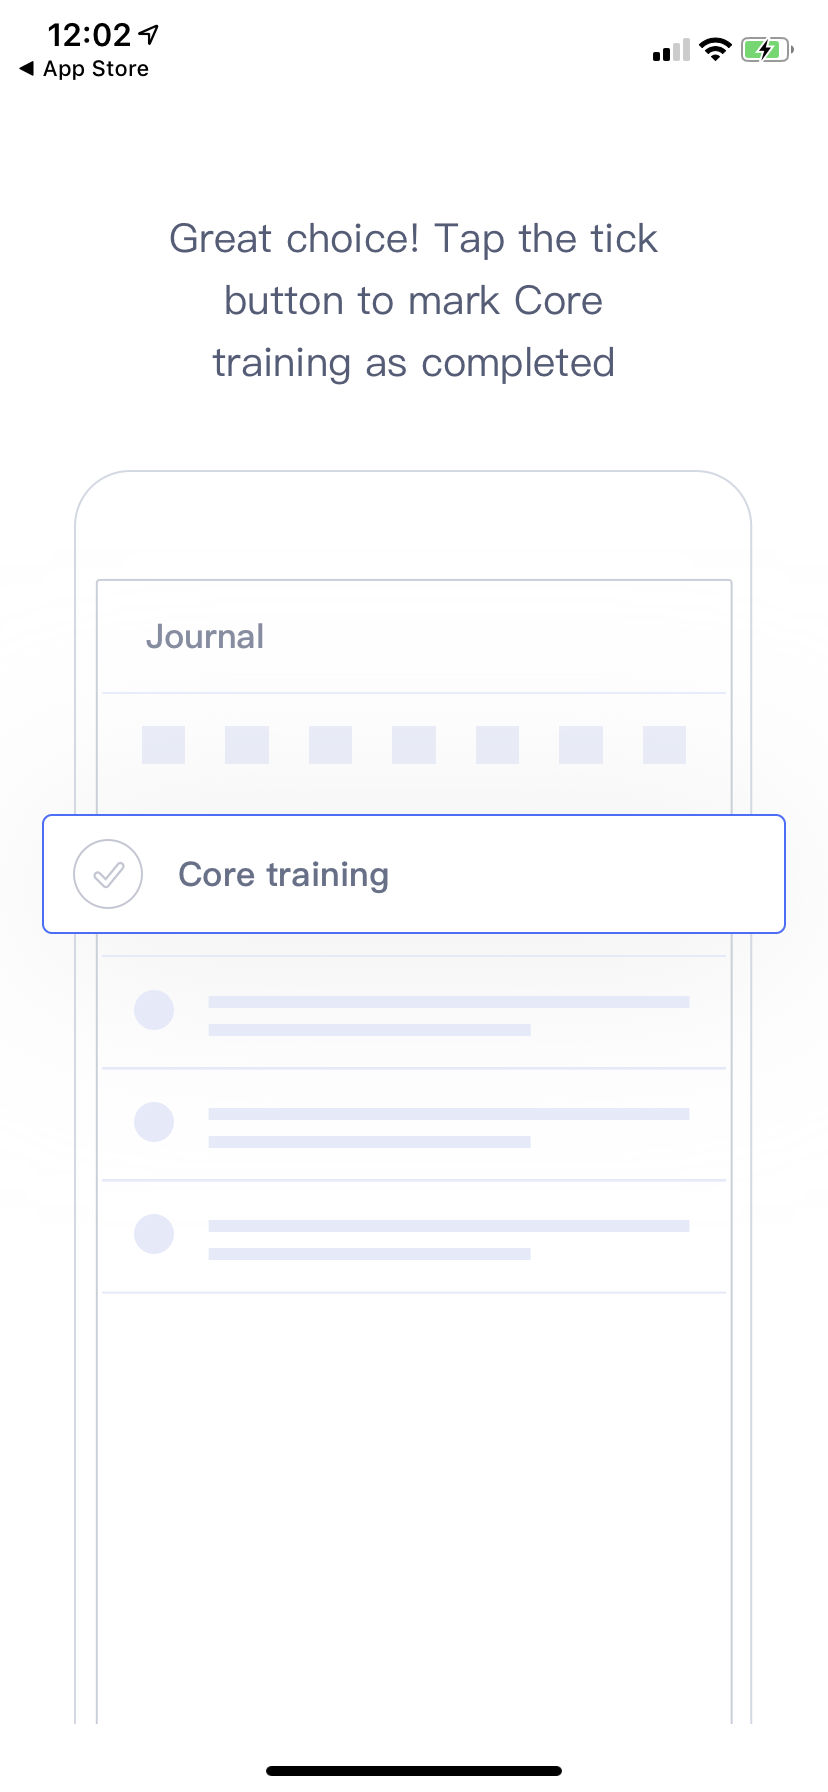 12:02
◀ App Store
Great choice! Tap the tick
button to mark Core
training as completed
Journal
Core training